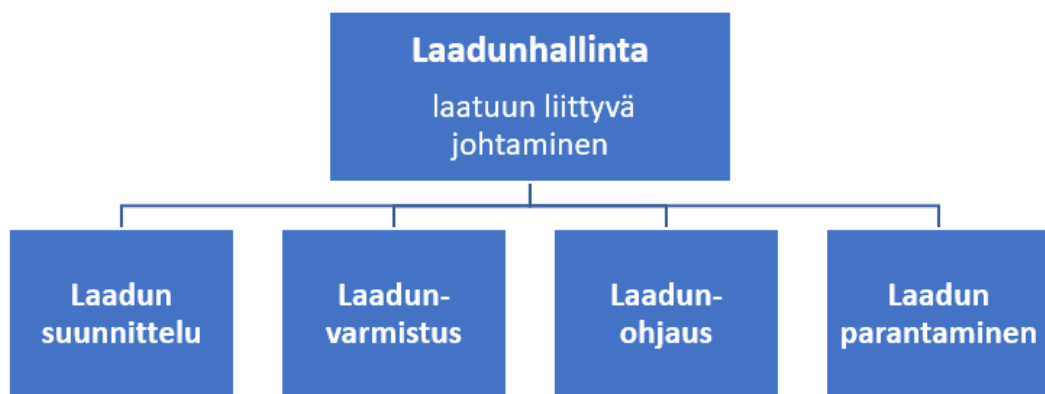 Laadunhallinta
laatuun liittyvä
johtaminen
Laadun
suunnittelu
Laadun-
varmistus
Laadun-
ohjaus
Laadun
parantaminen